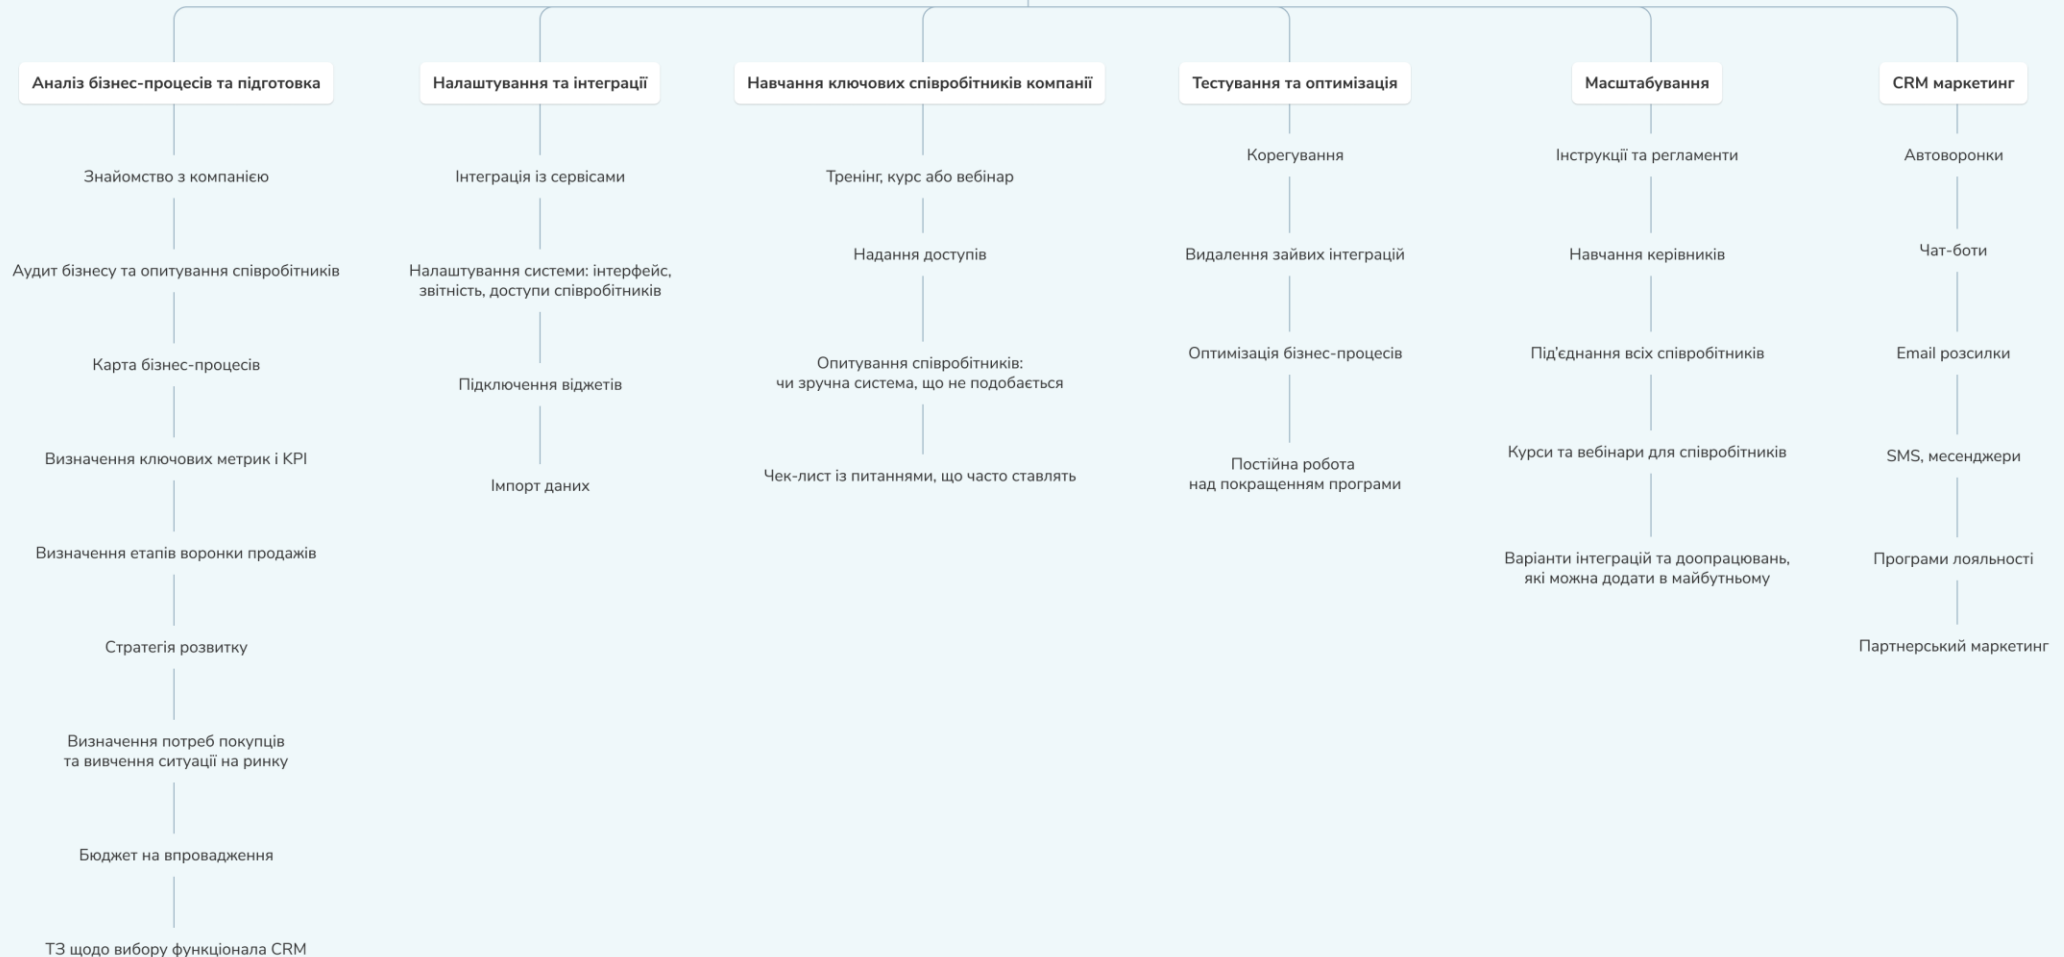 Аналіз бізнес-процесів та підготовка
Знайомство з компанією
Аудит бізнесу та опитування співробітників
Карта бізнес-процесів
Визначення ключових метрик і KPI
Визначення етапів воронки продажів
Стратегія розвитку
Визначення потреб покупців
та вивчення ситуації на ринку
Бюджет на впровадження
ТЗ щодо вибору функціонала CRM
Налаштування та інтеграції
Інтеграція із сервісами
Налаштування системи: інтерфейс,
звітність, доступи співробітників
Підключення віджетів
Імпорт даних
Навчання ключових співробітників компанії
Тренінг, курс або вебінар
Надання доступів
Опитування співробітників:
чи зручна система, що не подобається
Чек-лист із питаннями, що часто ставлять
Тестування та оптимізація
Корегування
Видалення зайвих інтеграцій
Оптимізація бізнес-процесів
Постійна робота
над покращенням програми
Масштабування
Інструкції та регламенти
Навчання керівників
Під'єднання всіх співробітників
Курси та вебінари для співробітників
Варіанти інтеграцій та доопрацювань,
які можна додати в майбутньому
CRM маркетинг
Автоворонки
Чат-боти
Email розсилки
SMS, месенджери
Програми лояльності
Партнерський маркетинг